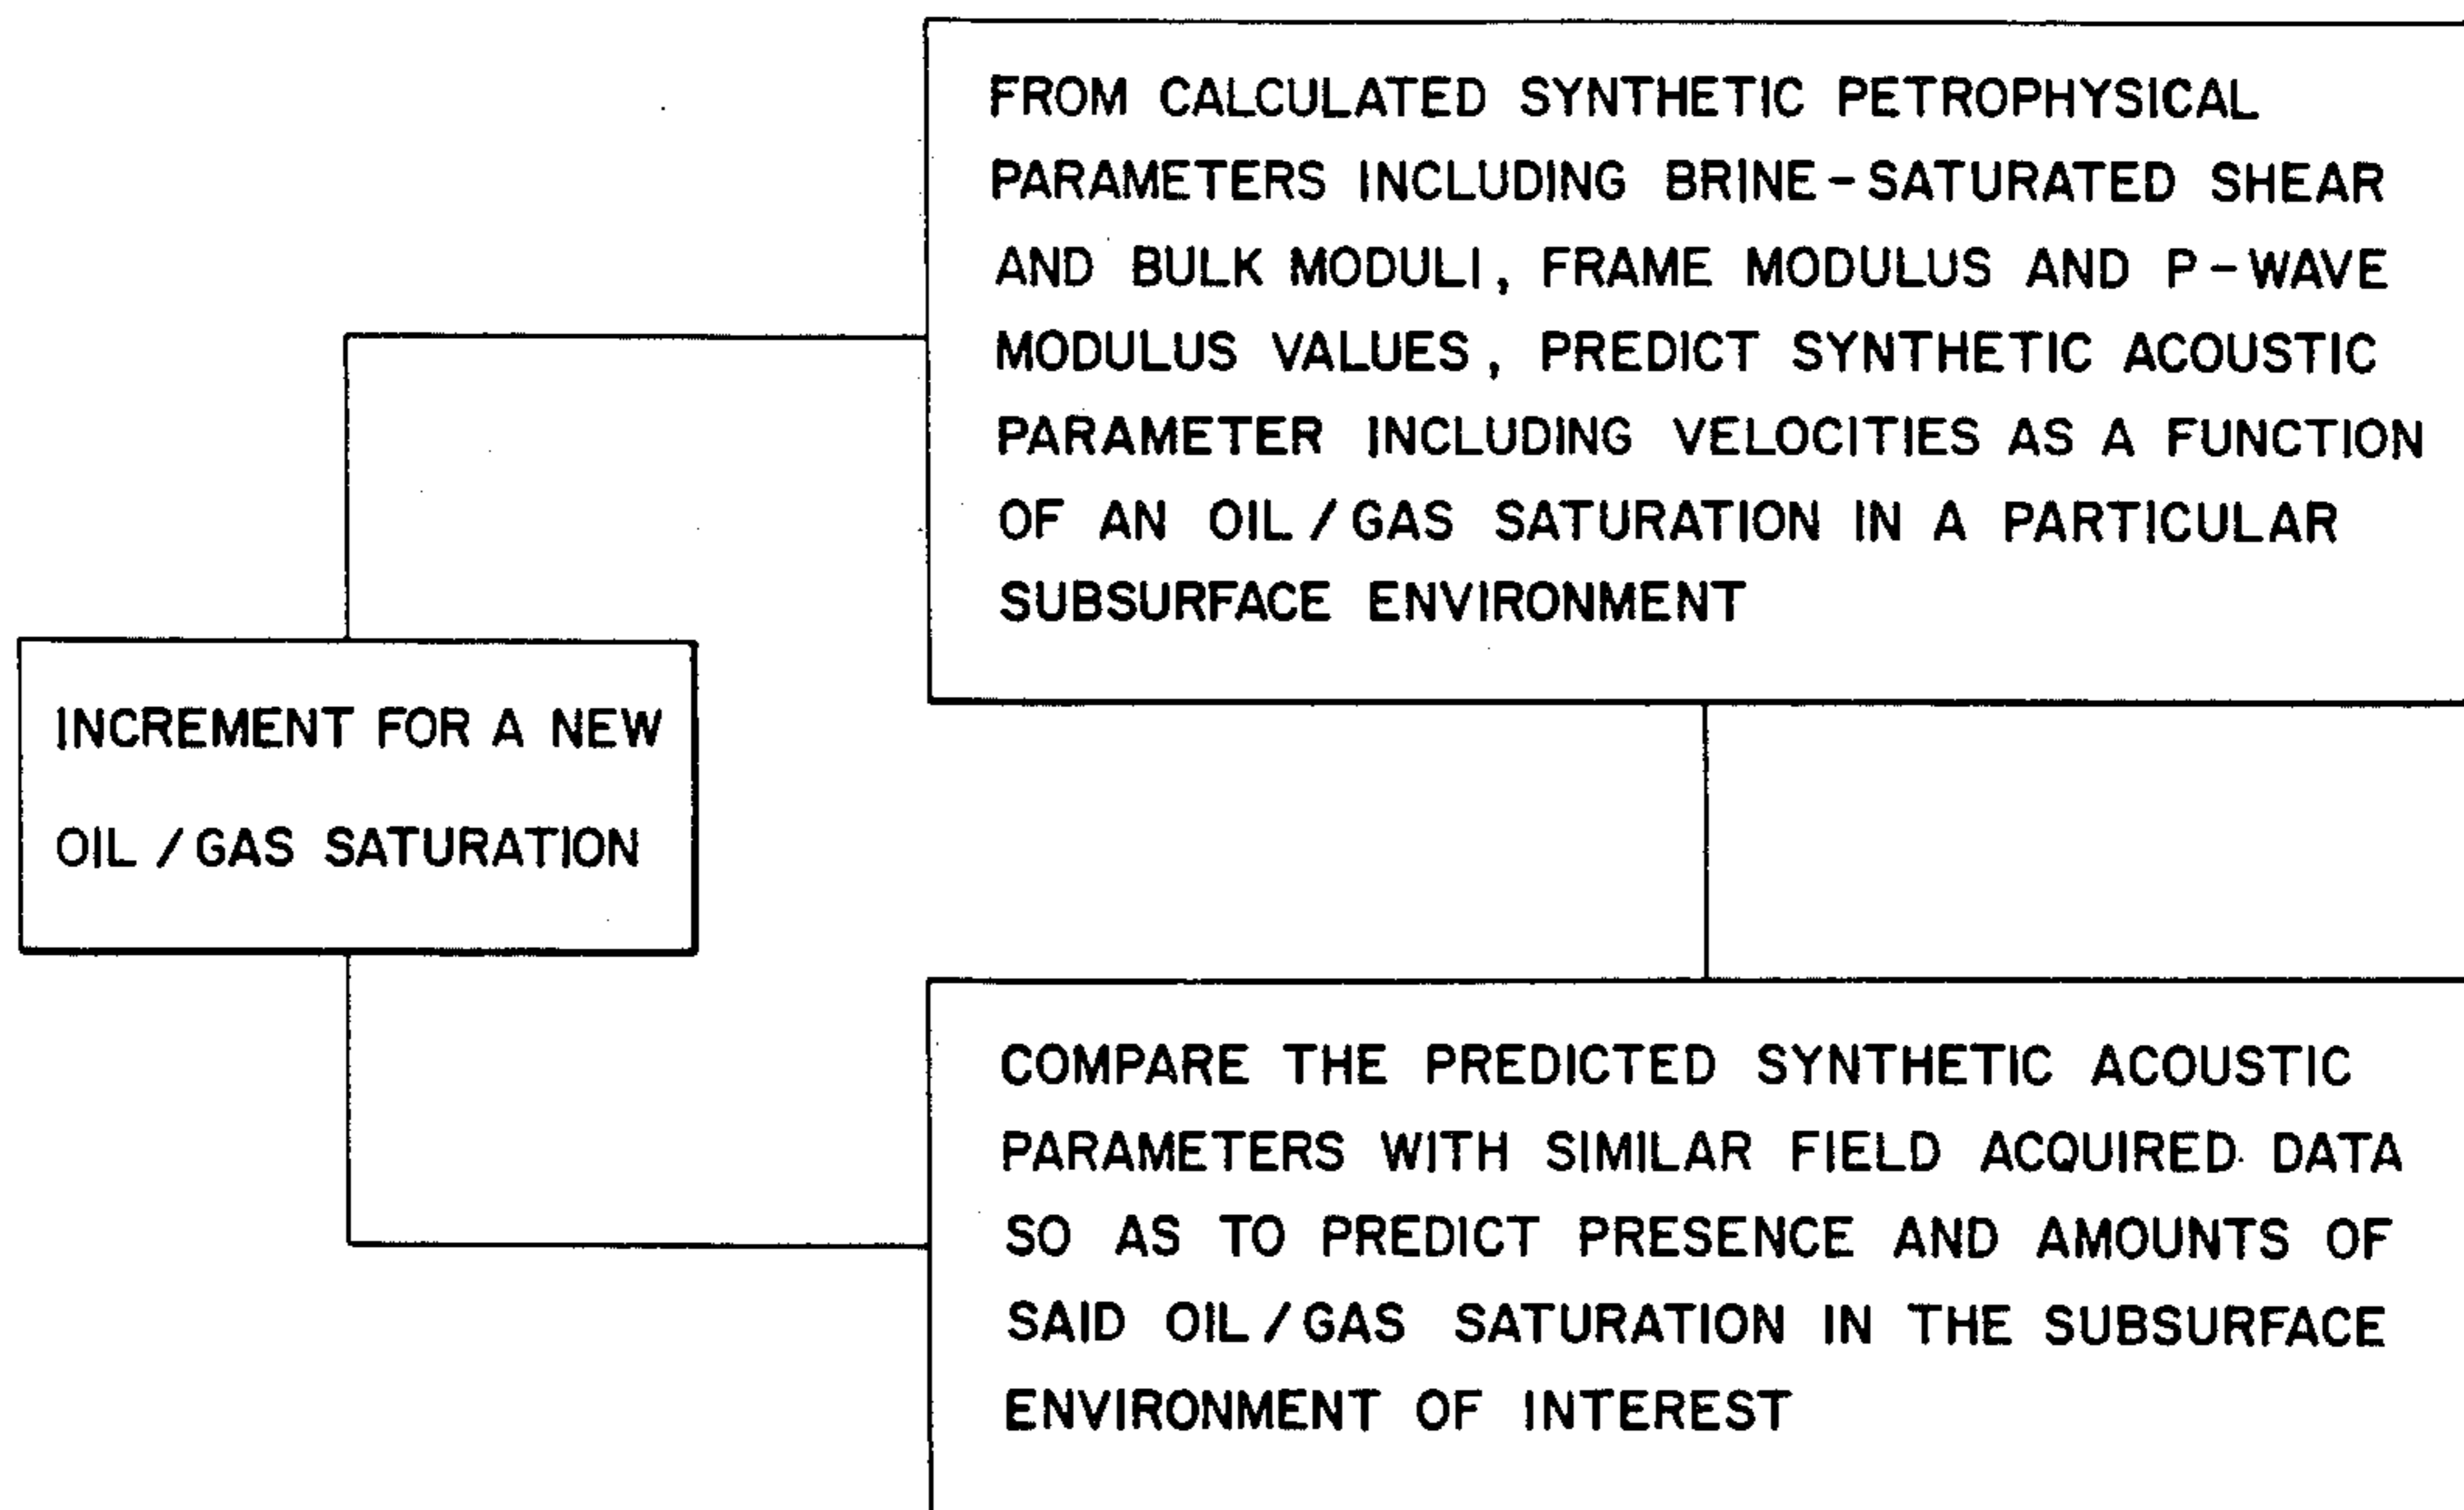 FROM CALCULATED SYNTHETIC PETROPHYSICAL
PARAMETERS INCLUDING BRINE-SATURATED SHEAR
AND BULK MODULI, FRAME MODULUS AND P-WAVE
MODULUS VALUES, PREDICT SYNTHETIC ACOUSTIC
PARAMETER INCLUDING VELOCITIES AS A FUNCTION
OF AN OIL/GAS SATURATION IN A PARTICULAR
SUBSURFACE ENVIRONMENT
INCREMENT FOR A NEW
OIL/GAS SATURATION
COMPARE THE PREDICTED SYNTHETIC ACOUSTIC
PARAMETERS WITH SIMILAR FIELD ACQUIRED DATA
SO AS TO PREDICT PRESENCE AND AMOUNTS OF
SAID OIL/GAS SATURATION IN THE SUBSURFACE
ENVIRONMENT OF INTEREST